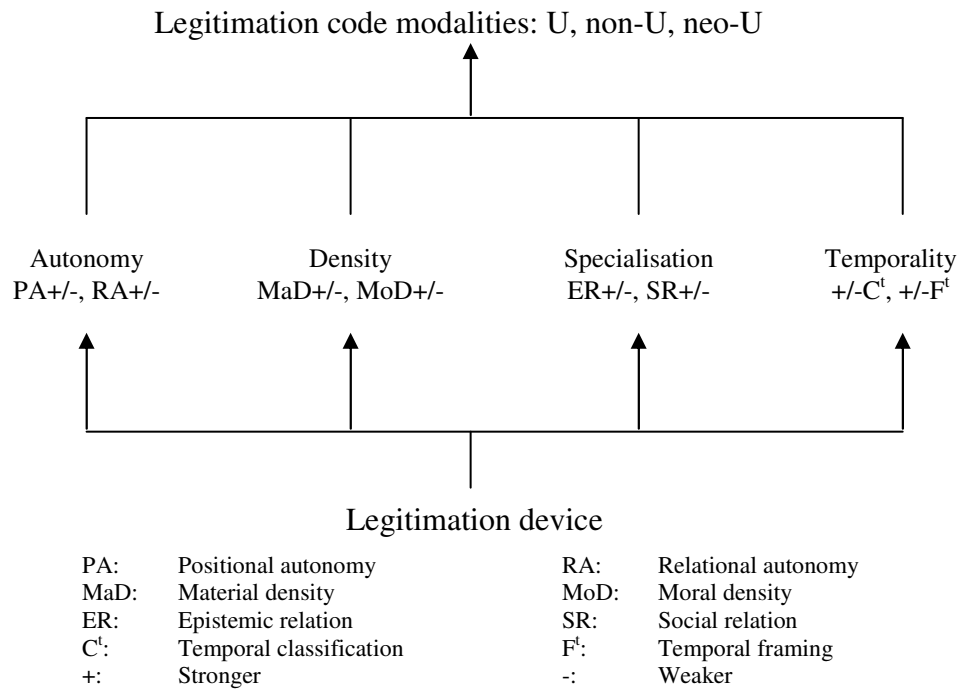 Legitimation code modalities: U, non-U, neo-U
Autonomy Density Specialisation Temporality
PA+/-, RA+/- MaD+/-, MoD+/- ER+/-, SR+/- +/-Cᵗ, +/-Fᵗ
Legitimation device
PA: Positional autonomy RA: Relational autonomy
MaD: Material density MoD: Moral density
ER: Epistemic relation SR: Social relation
Cᵗ: Temporal classification Fᵗ: Temporal framing
+: Stronger -: Weaker